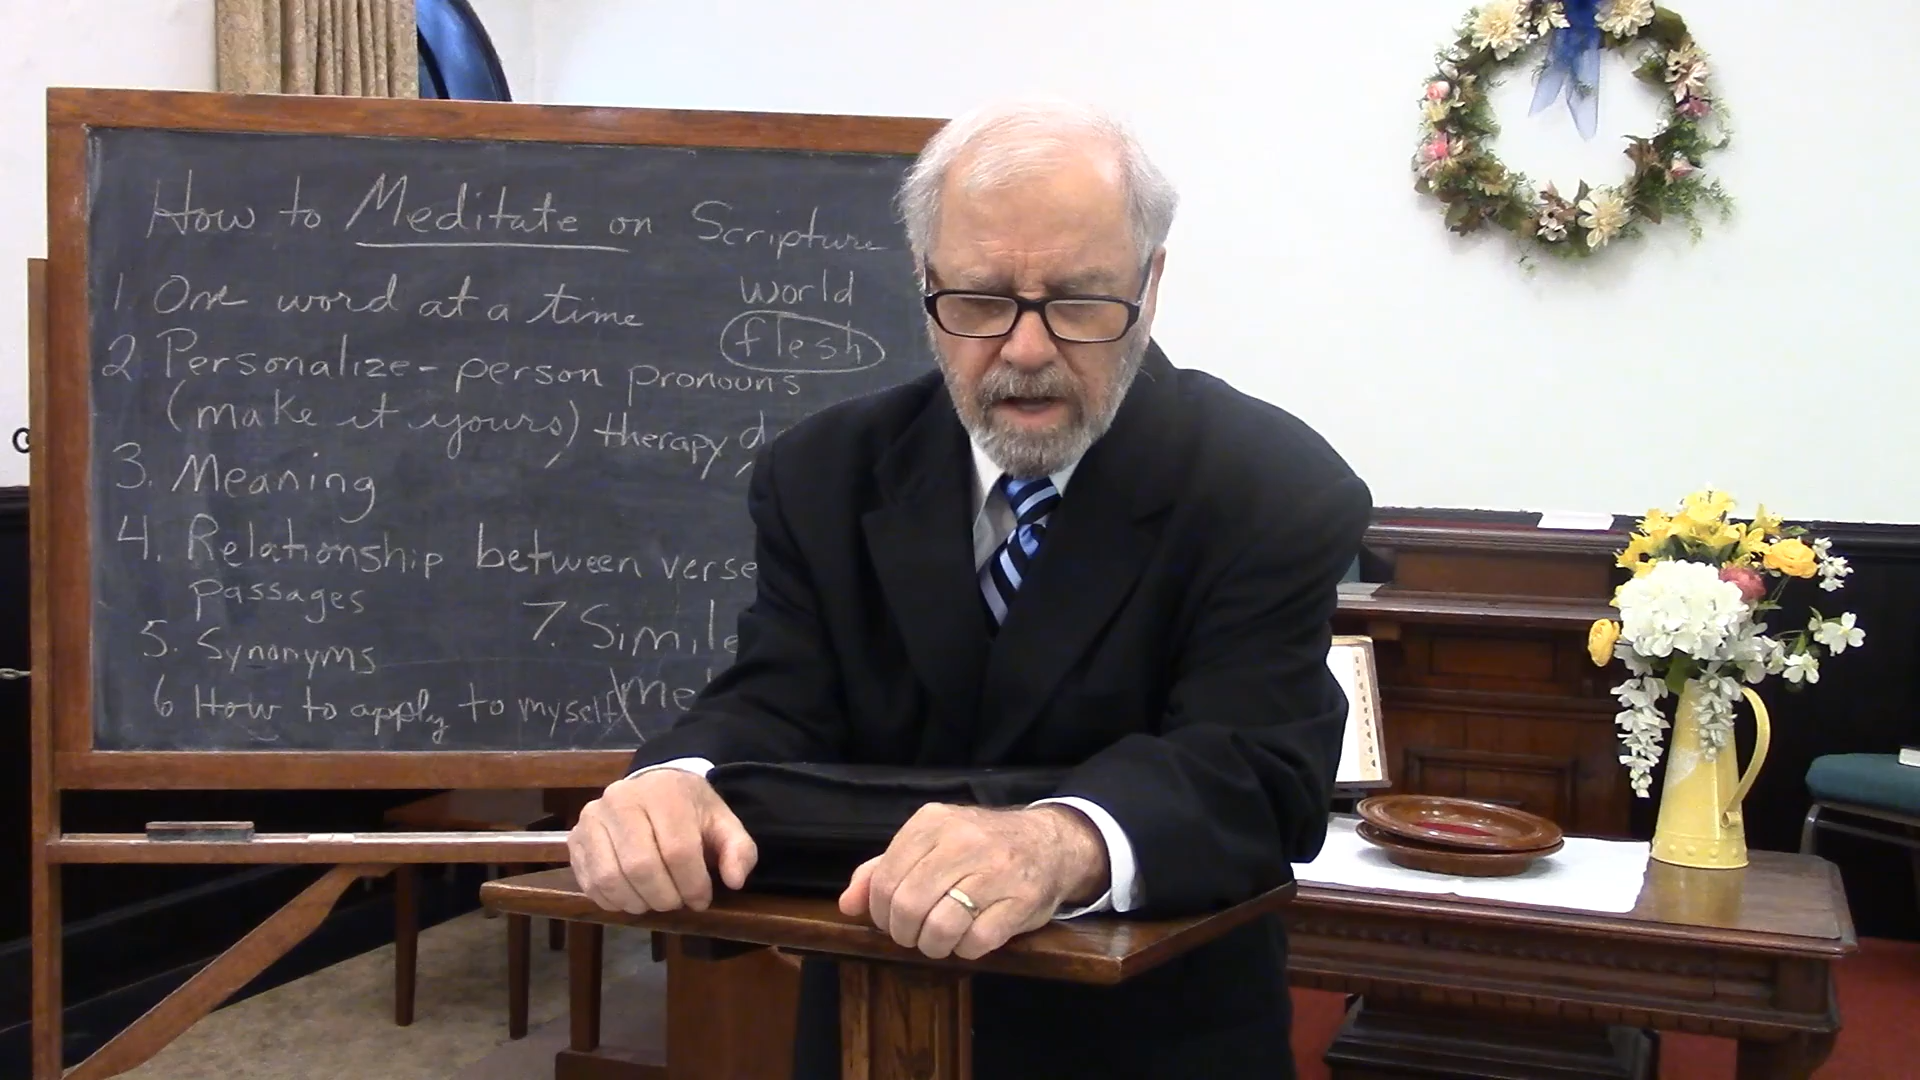 How to Meditate on Scripture
1. One word at a time
world
flesh
2 Personalize - person pronouns
(make it yours) therapy
3. Meaning
4. Relationship between verse
passages
5. Synonyms
7. Simile
6 How to apply to myself